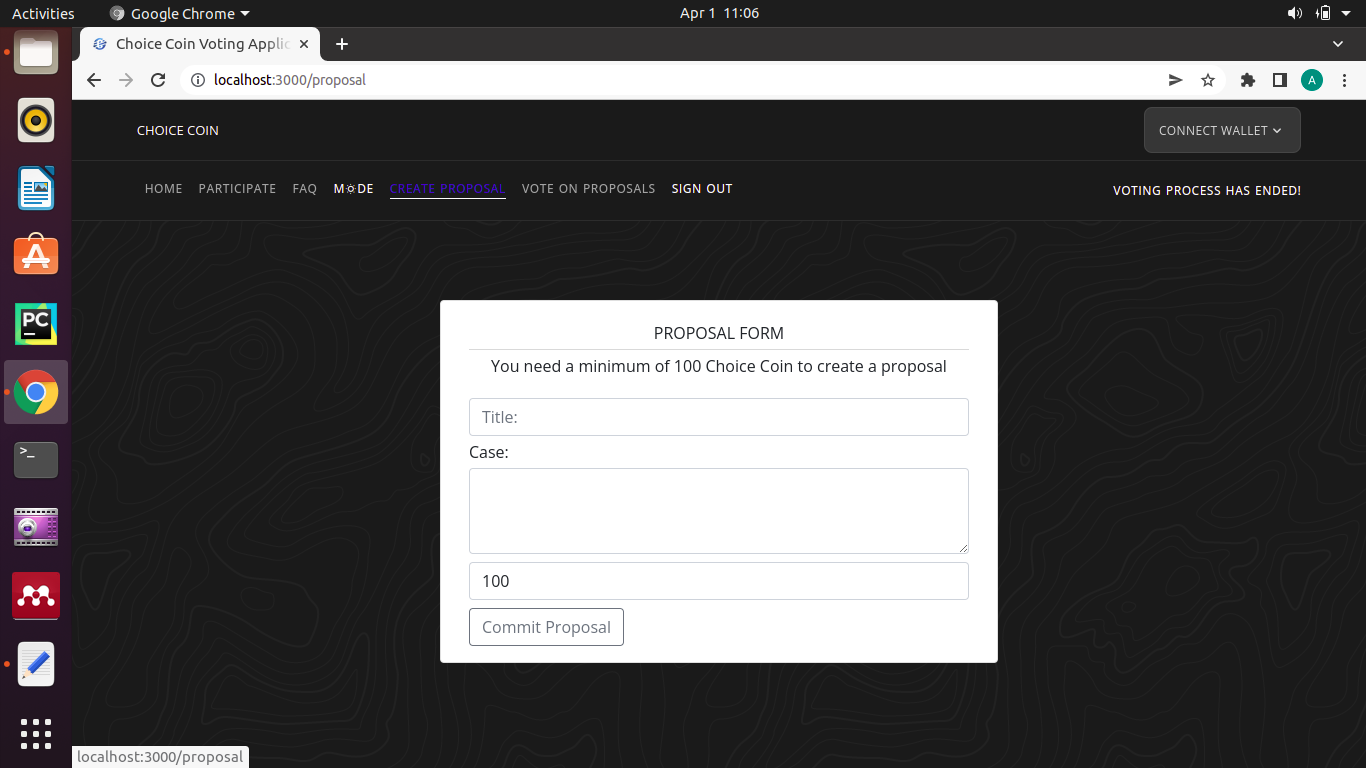 Activities Google Chrome Apr 1 11:06
Choice Coin Voting Applic
localhost:3000/proposal
A
CHOICE COIN
CONNECT WALLET
HOME PARTICIPATE FAQ M☼DE CREATE PROPOSAL VOTE ON PROPOSALS SIGN OUT
VOTING PROCESS HAS ENDED!
PC
>_
PROPOSAL FORM
You need a minimum of 100 Choice Coin to create a proposal
Title:
Case:
100
Commit Proposal
localhost:3000/proposal